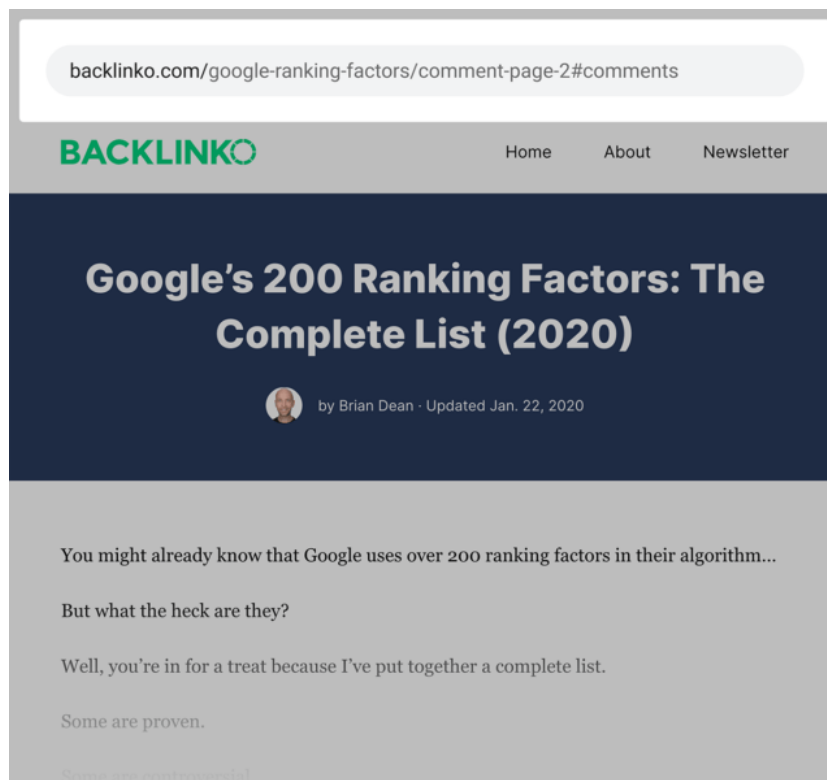 backlinko.com/google-ranking-factors/comment-page-2#comments
BACKLINKO
Home About Newsletter
Google’s 200 Ranking Factors: The
Complete List (2020)
by Brian Dean · Updated Jan. 22, 2020
You might already know that Google uses over 200 ranking factors in their algorithm…
But what the heck are they?
Well, you’re in for a treat because I’ve put together a complete list.
Some are proven.
Some are controversial.